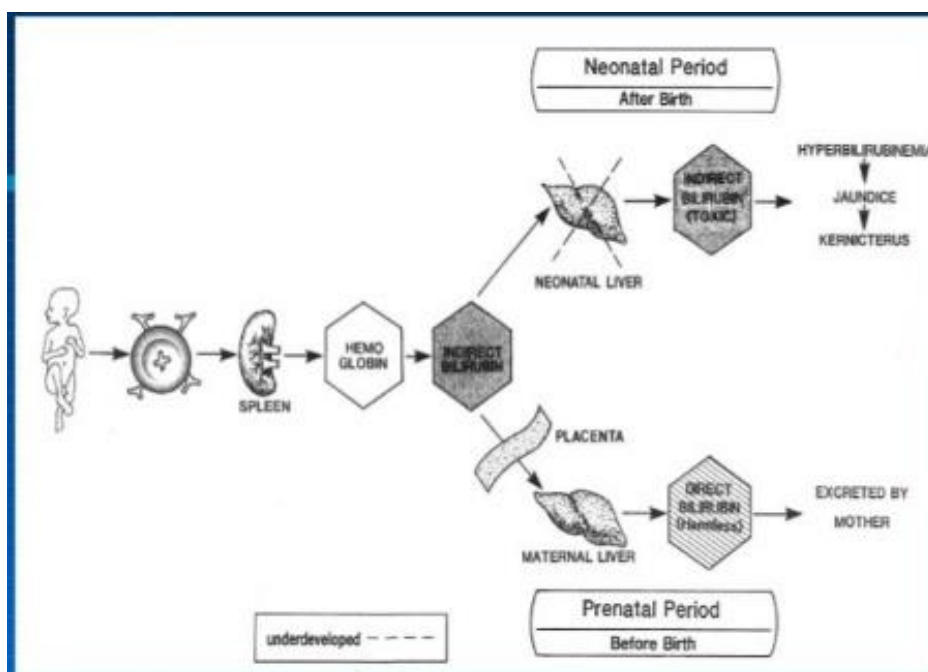 Neonatal Period
After Birth
HYPERBILIRUBINEMIA
JAUNDICE
KERNICTERUS
INDIRECT
BILIRUBIN
(TOXIC)
NEONATAL LIVER
HEMO
GLOBIN
INDIRECT
BILIRUBIN
SPLEEN
PLACENTA
DIRECT
BILIRUBIN
(Harmless)
EXCRETED BY
MOTHER
MATERNAL LIVER
Prenatal Period
Before Birth
underdeveloped